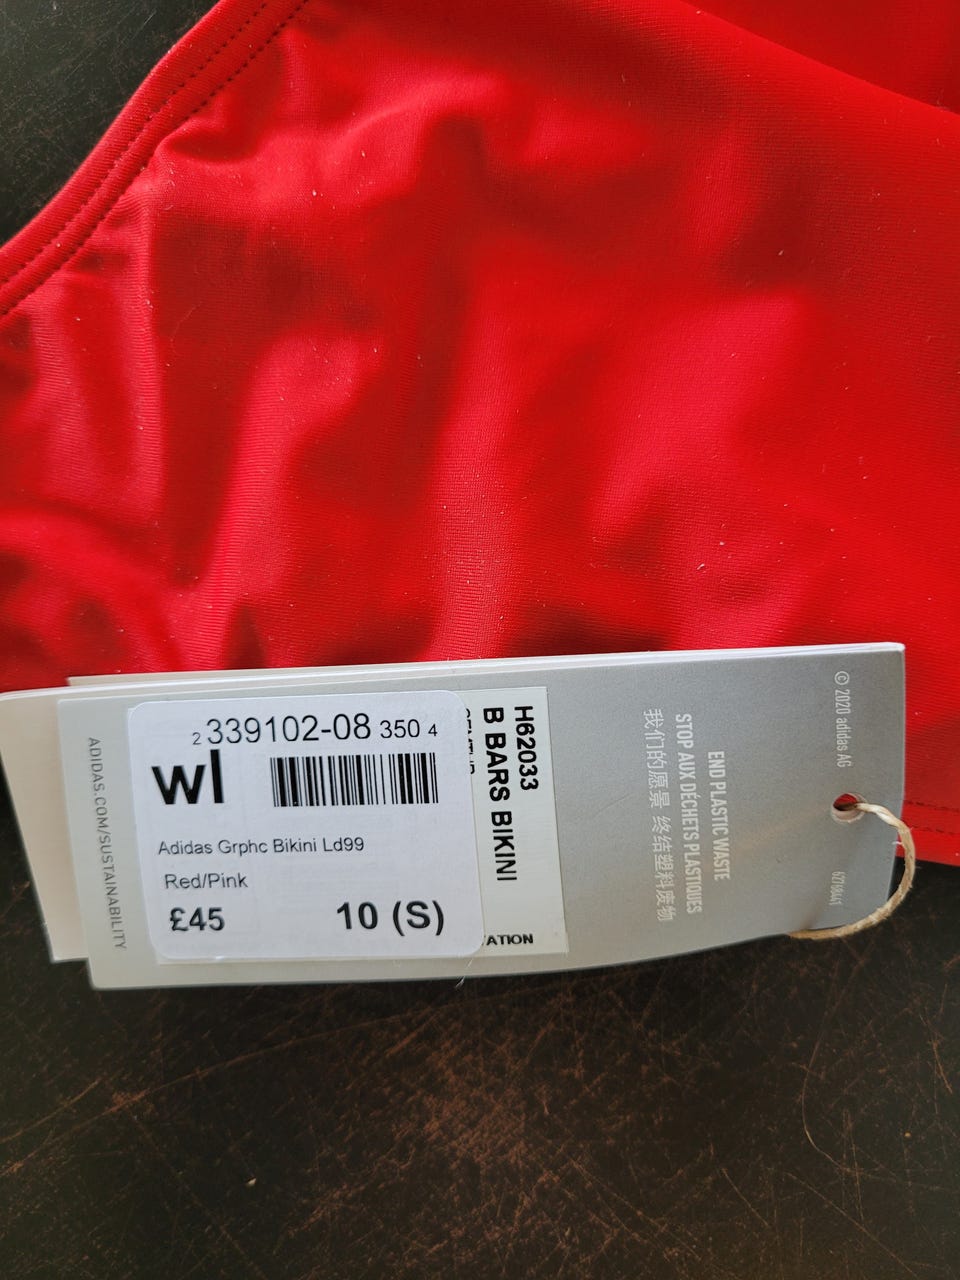 2 339102-08 350 4
wl
Adidas Grphc Bikini Ld99
Red/Pink
£45 10 (S)
H62033
B BARS BIKINI
ATION
ADIDAS.COM/SUSTAINABILITY
END PLASTIC WASTE
STOP AUX DÉCHETS PLASTIQUES
我们的愿景 终结塑料废物
© 2020 adidas AG